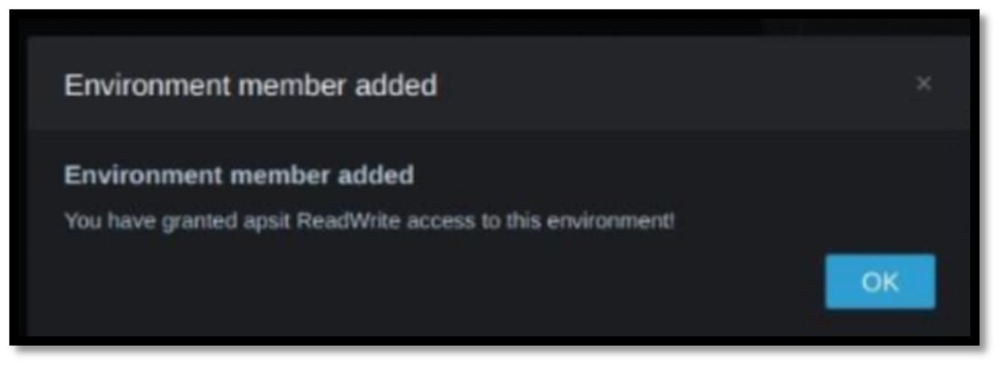 Environment member added
Environment member added
You have granted apsit ReadWrite access to this environment!
OK